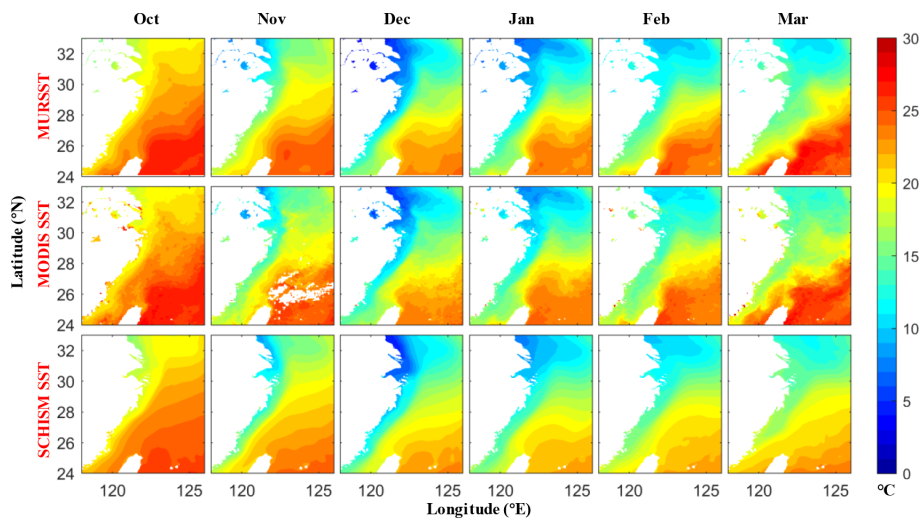 Oct Nov Dec Jan Feb Mar
MURSST
32
30
28
26
24
MODIS SST
32
30
28
26
24
SCHISM SST
32
30
28
26
24
Latitude (°N)
120 125 120 125 120 125 120 125 120 125 120 125
Longitude (°E)
30
25
20
15
10
5
0
°C